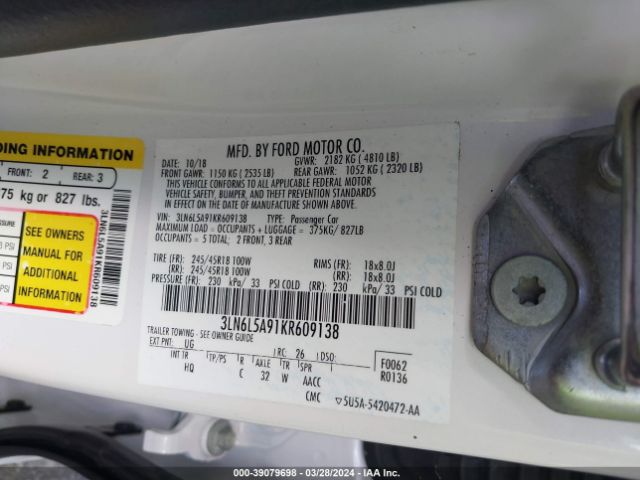 DING INFORMATION
FRONT: 2 REAR: 3
75 kg or 827 lbs.
SEE OWNERS
MANUAL FOR
ADDITIONAL
INFORMATION
PSI
PSI
3LN6L5A91KR609138
MFD. BY FORD MOTOR CO.
10/18 GVWR: 2182 KG ( 4810 LB)
FRONT GAWR: 1150 KG ( 2535 LB) REAR GAWR: 1052 KG ( 2320 LB)
THIS VEHICLE CONFORMS TO ALL APPLICABLE FEDERAL MOTOR
VEHICLE SAFETY, BUMPER, AND THEFT PREVENTION STANDARDS
IN EFFECT ON THE DATE OF MANUFACTURE SHOWN ABOVE.
VIN: 3LN6L5A91KR609138 TYPE: Passenger Car
MAXIMUM LOAD = OCCUPANTS + LUGGAGE = 375KG/ 827LB
OCCUPANTS = 5 TOTAL; 2 FRONT, 3 REAR
TIRE (FR): 245/45R18 100W RIMS (FR): 18x8.0J
(RR): 245/45R18 100W (RR): 18x8.0J
PRESSURE (FR): 230 kPa/ 33 PSI COLD (RR): 230 kPa/ 33 PSI COLD
3LN6L5A91KR609138
TRAILER TOWING - SEE OWNER GUIDE
EXT PNT: UG RC: 26 DSO: F0062
INT TR TP/PS R AXLE TR SPR R0136
HQ C 32 W AACC
CMC ▽5U5A-5420472-AA
0000 - 39079698 | 03/28/2024 - IAA Inc.